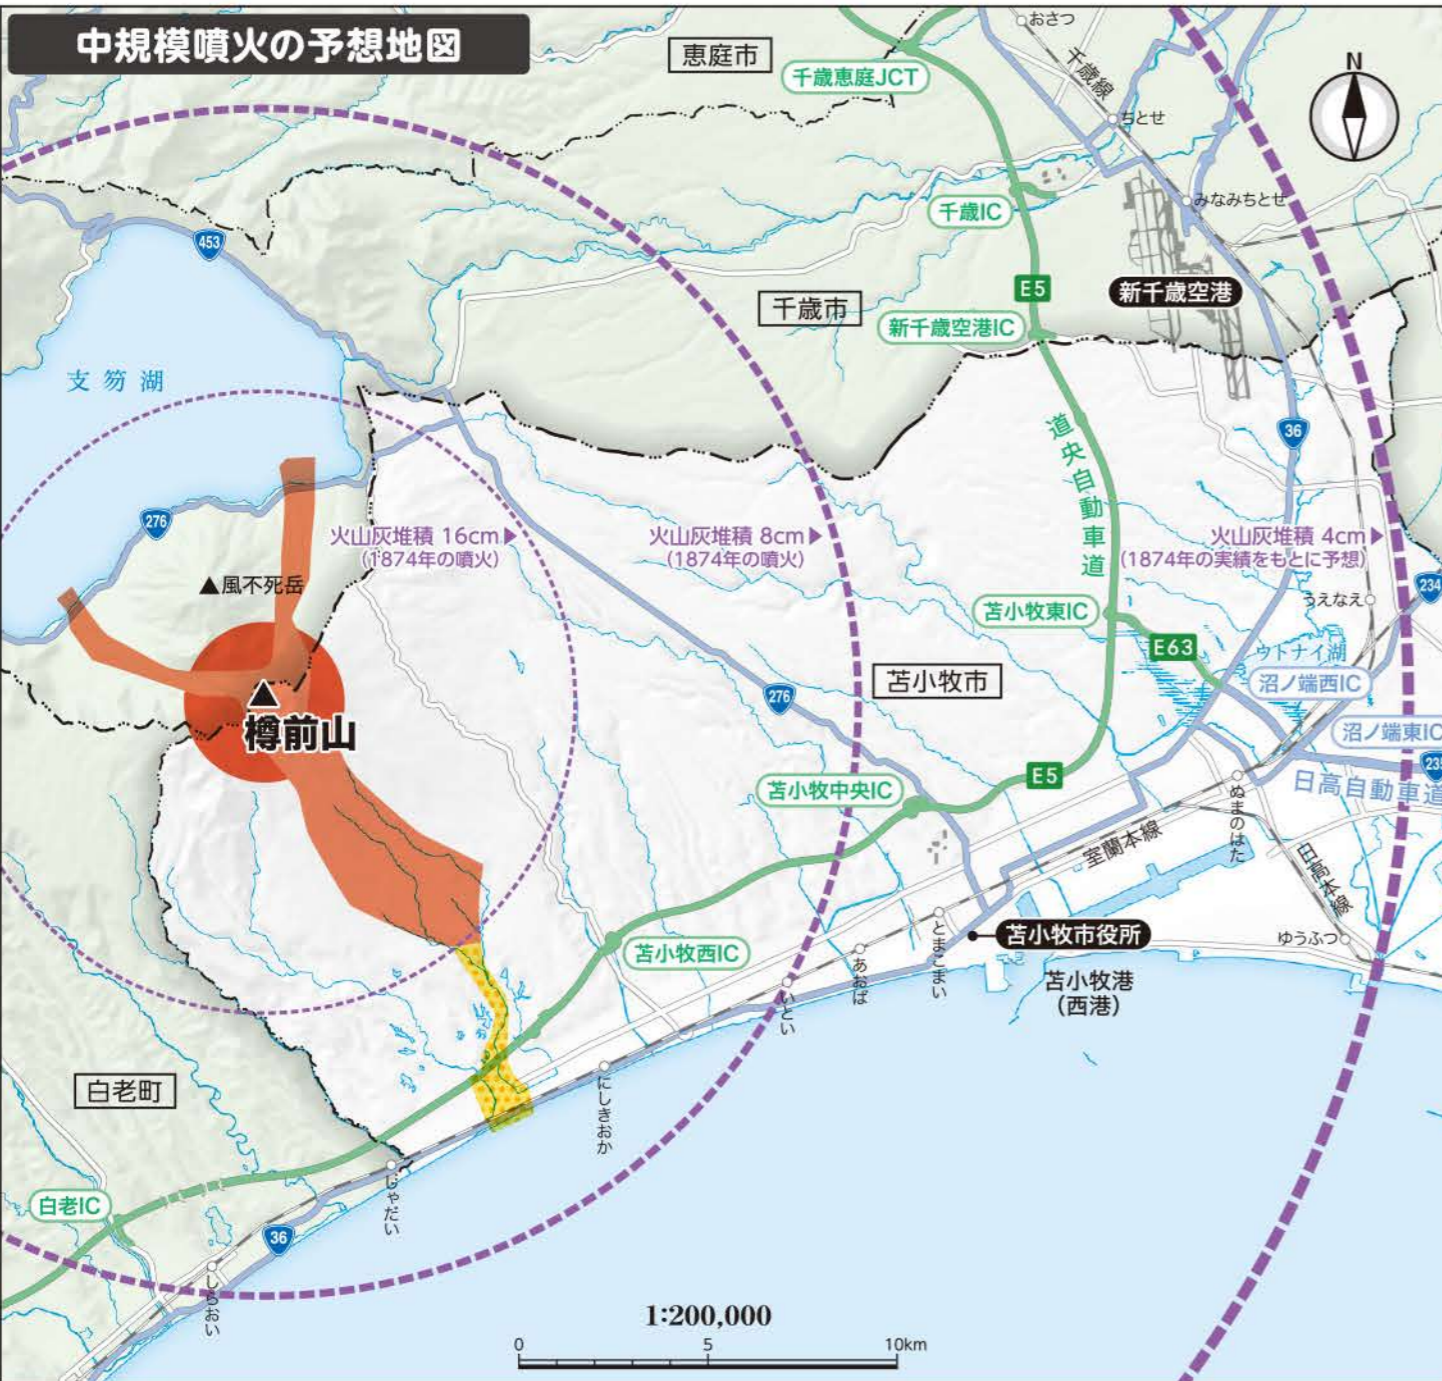 中規模噴火の予想地図
恵庭市
千歳恵庭JCT
おさつ
千歳線
ちとせ
N
千歳IC
みなみちとせ
453
E5
新千歳空港
千歳市
新千歳空港IC
支笏湖
道央自動車道
36
276
火山灰堆積 16cm
(1874年の噴火)
火山灰堆積 8cm
(1874年の噴火)
火山灰堆積 4cm
(1874年の実績をもとに予想)
▲風不死岳
234
うえなえ
苫小牧東IC
E63
ウトナイ湖
苫小牧市
沼ノ端西IC
276
樽前山
沼ノ端東IC
235
日高自動車道
E5
苫小牧中央IC
ぬまのはた
室蘭本線
日高本線
とまこまい
苫小牧市役所
ゆうふつ
苫小牧西IC
あおば
いとい
苫小牧港
(西港)
白老町
にしきおか
じゃだい
白老IC
36
しらおい
1:200,000
0 5 10km